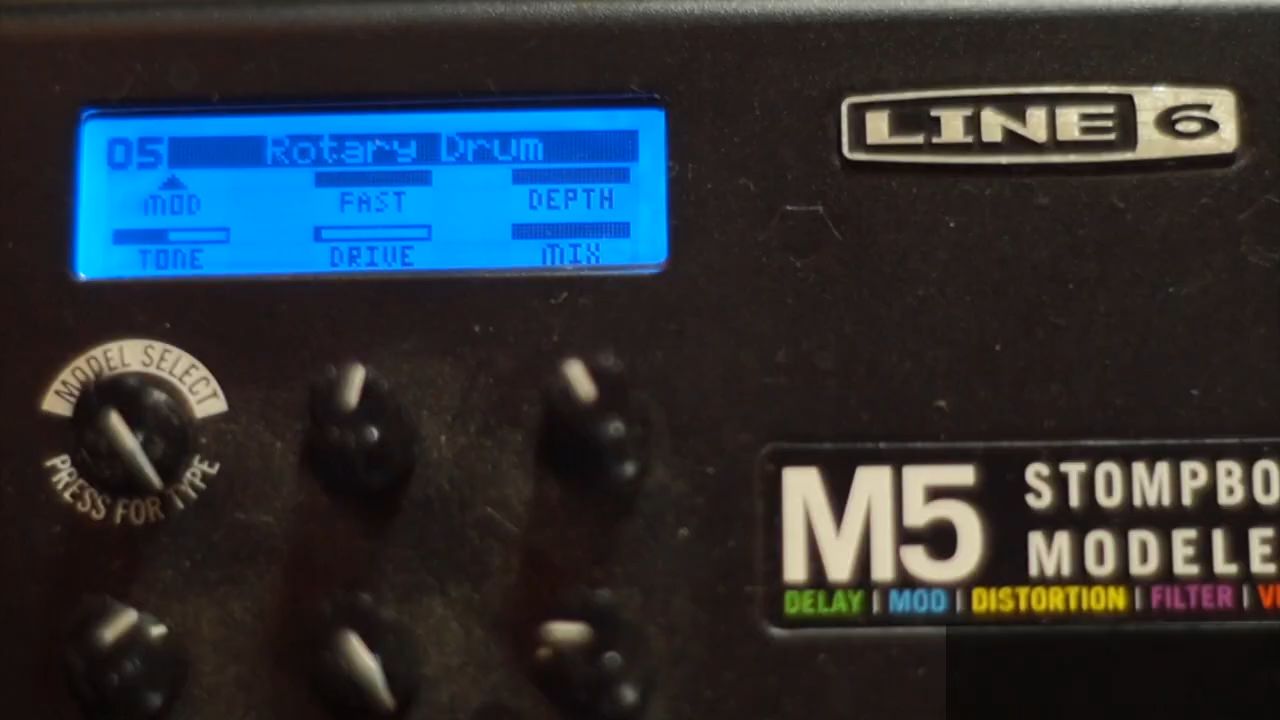 LINE 6
05 Rotary Drum
MOD FAST DEPTH
TONE DRIVE MIX
MODEL SELECT
PRESS FOR TYPE
M5 STOMPBO
MODELE
DELAY | MOD | DISTORTION | FILTER |